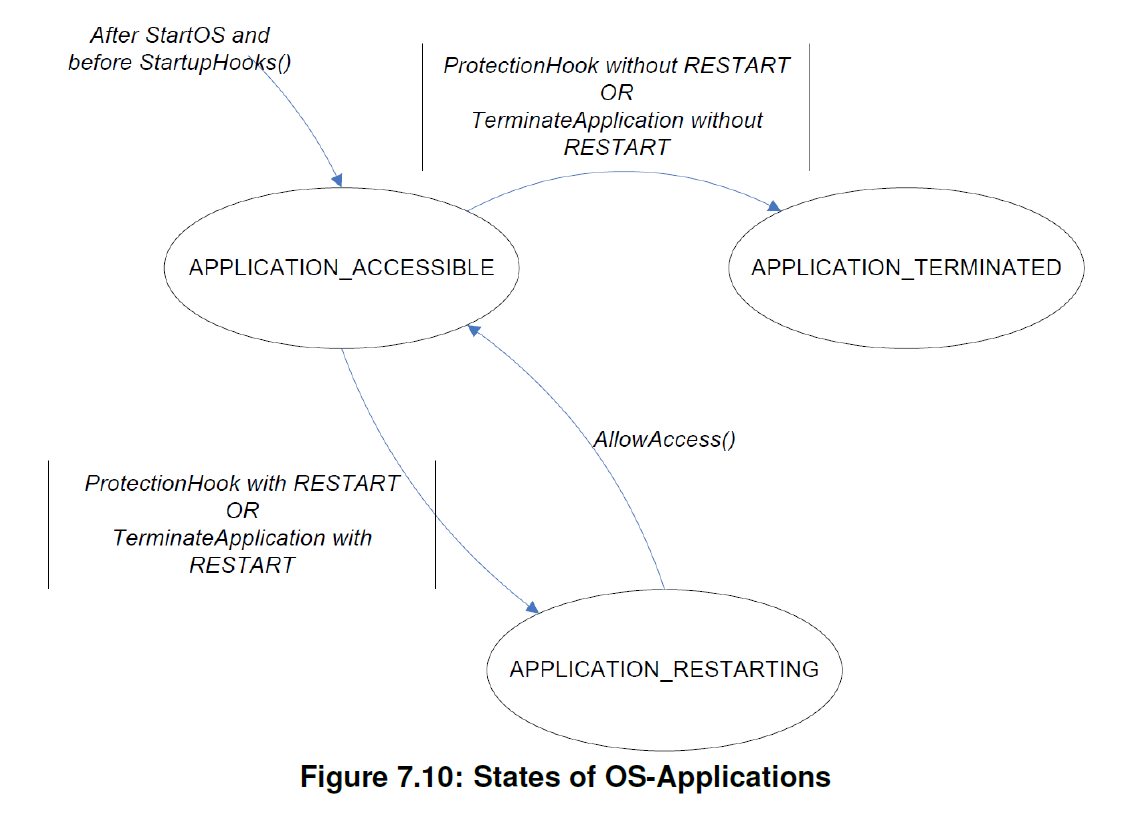 After StartOS and
before StartupHooks()
ProtectionHook without RESTART
OR
TerminateApplication without
RESTART
APPLICATION_ACCESSIBLE
APPLICATION_TERMINATED
AllowAccess()
ProtectionHook with RESTART
OR
TerminateApplication with
RESTART
APPLICATION_RESTARTING
Figure 7.10: States of OS-Applications